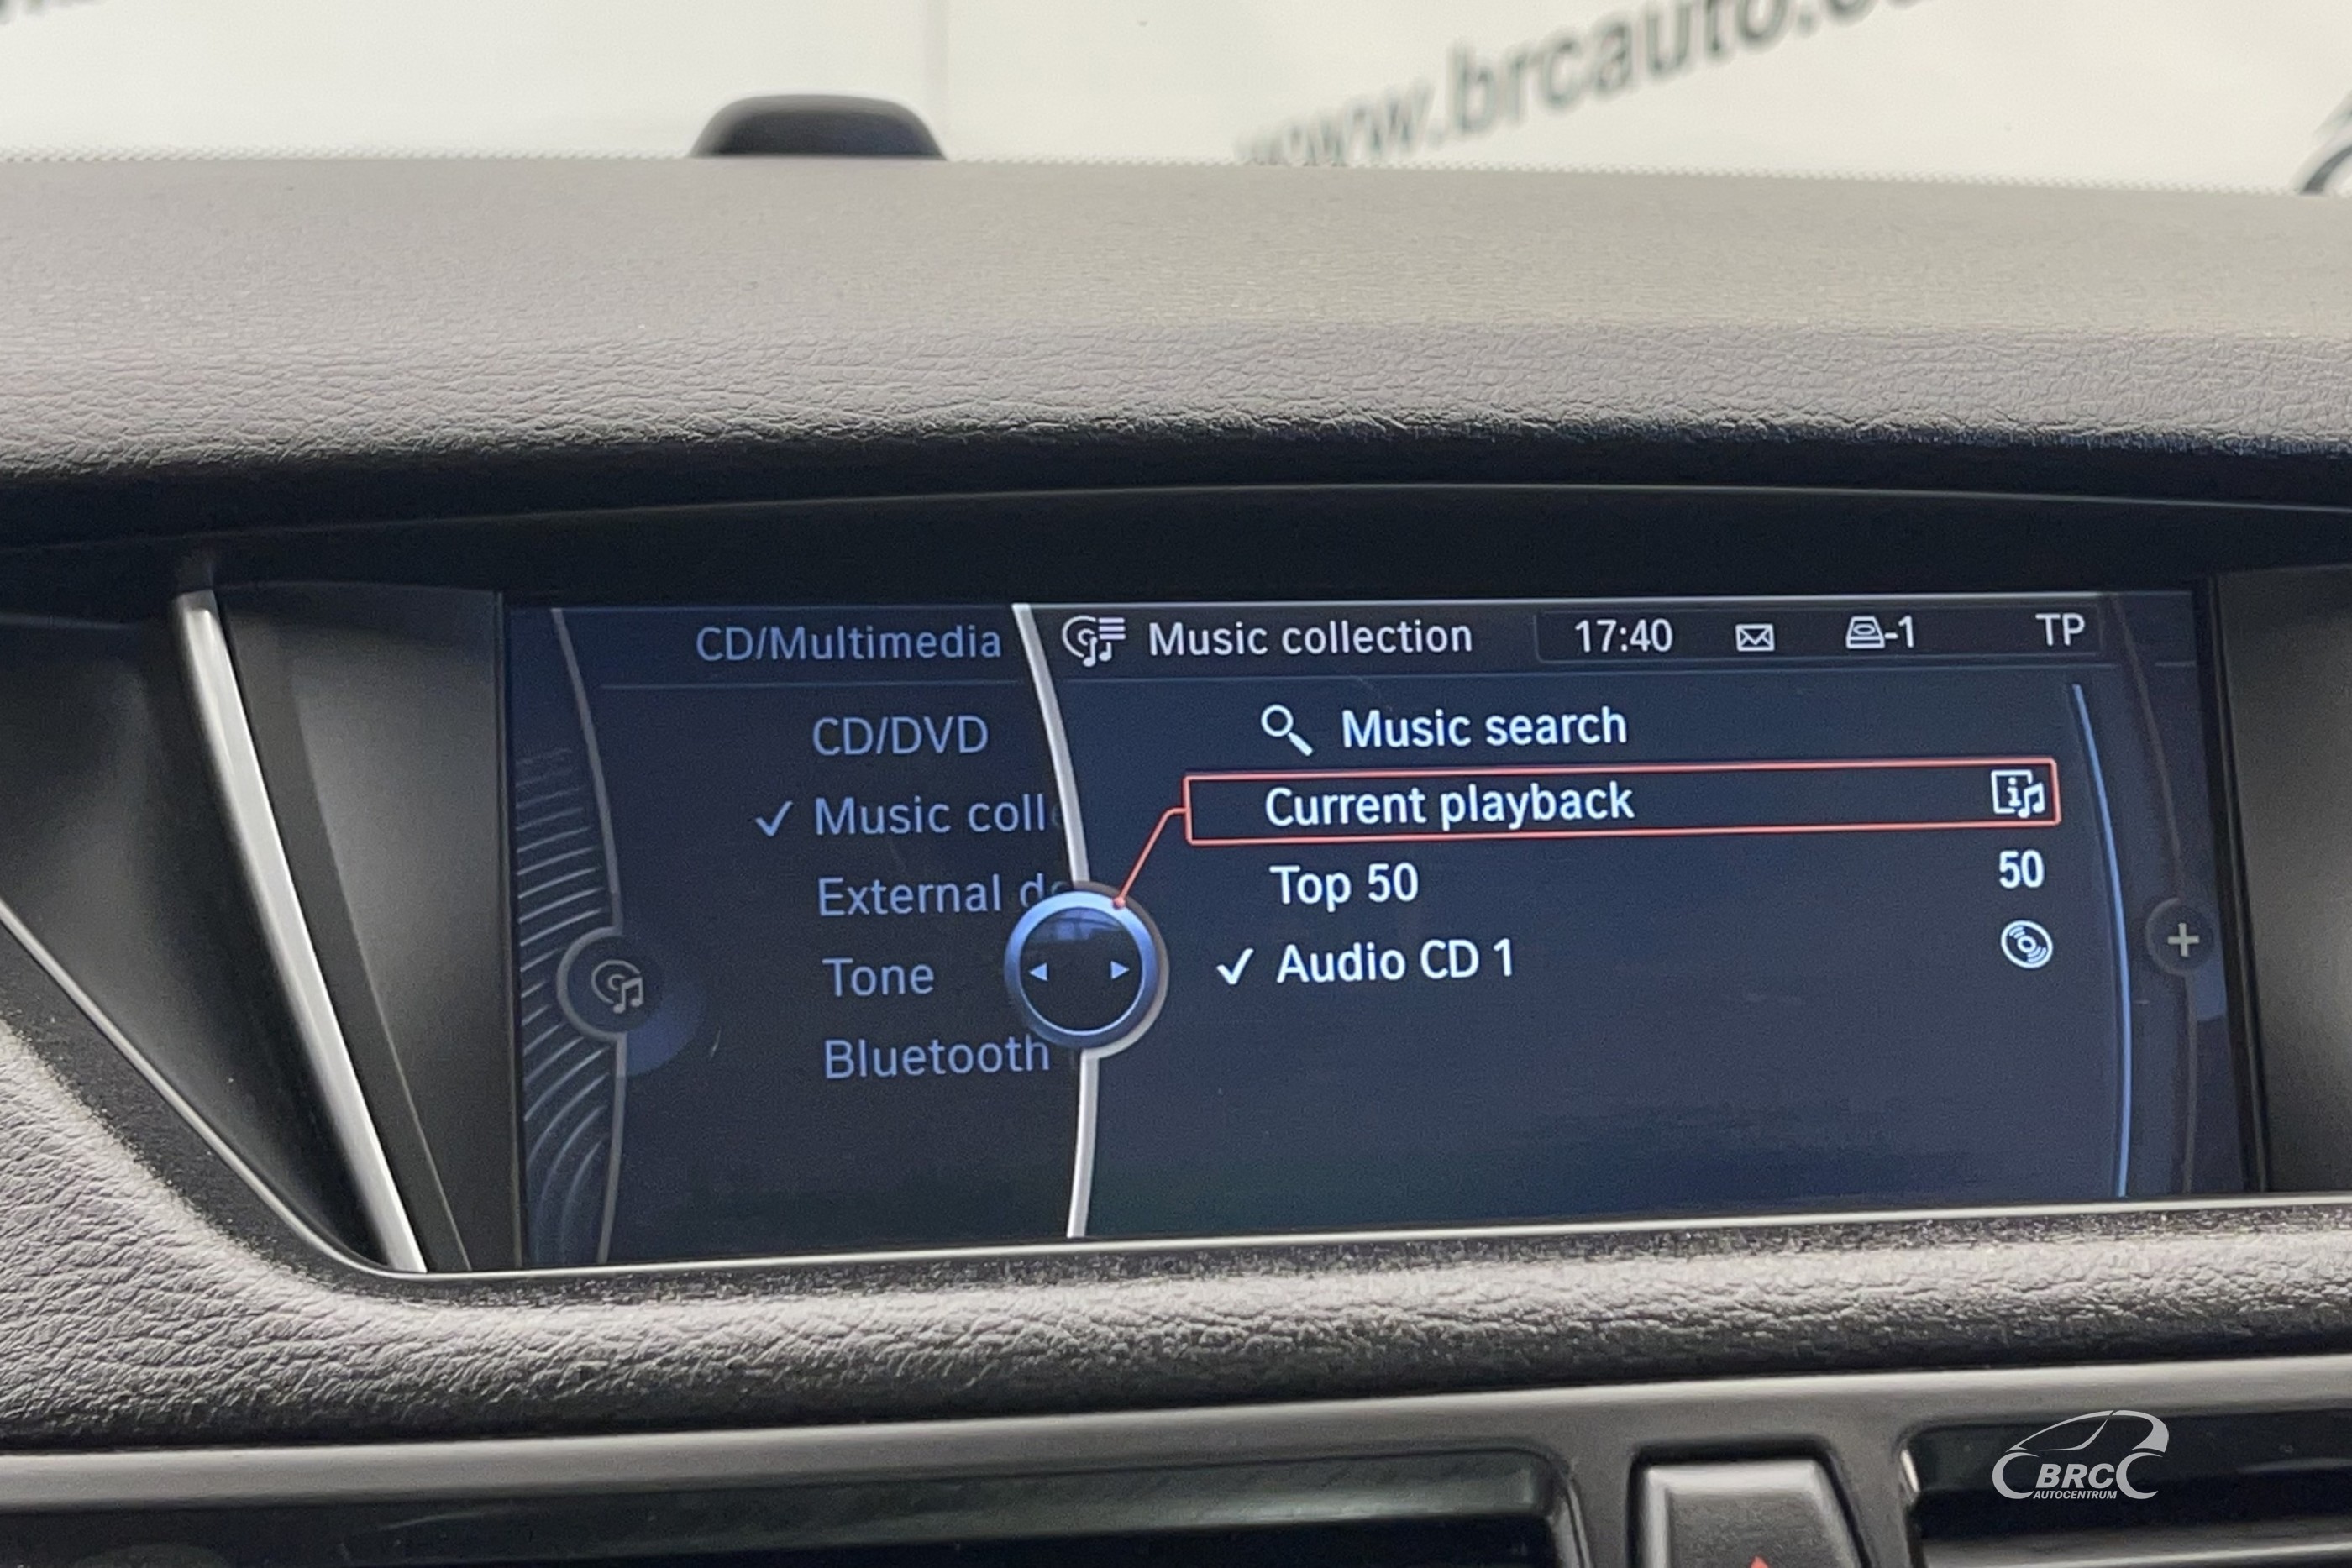 www.brcauto.
CD/Multimedia
Music collection
17:40
-1
TP
CD/DVD
✓ Music coll
External d
Tone
Bluetooth
Music search
Current playback
Top 50
50
✓ Audio CD 1
BRC
AUTOCENTRUM